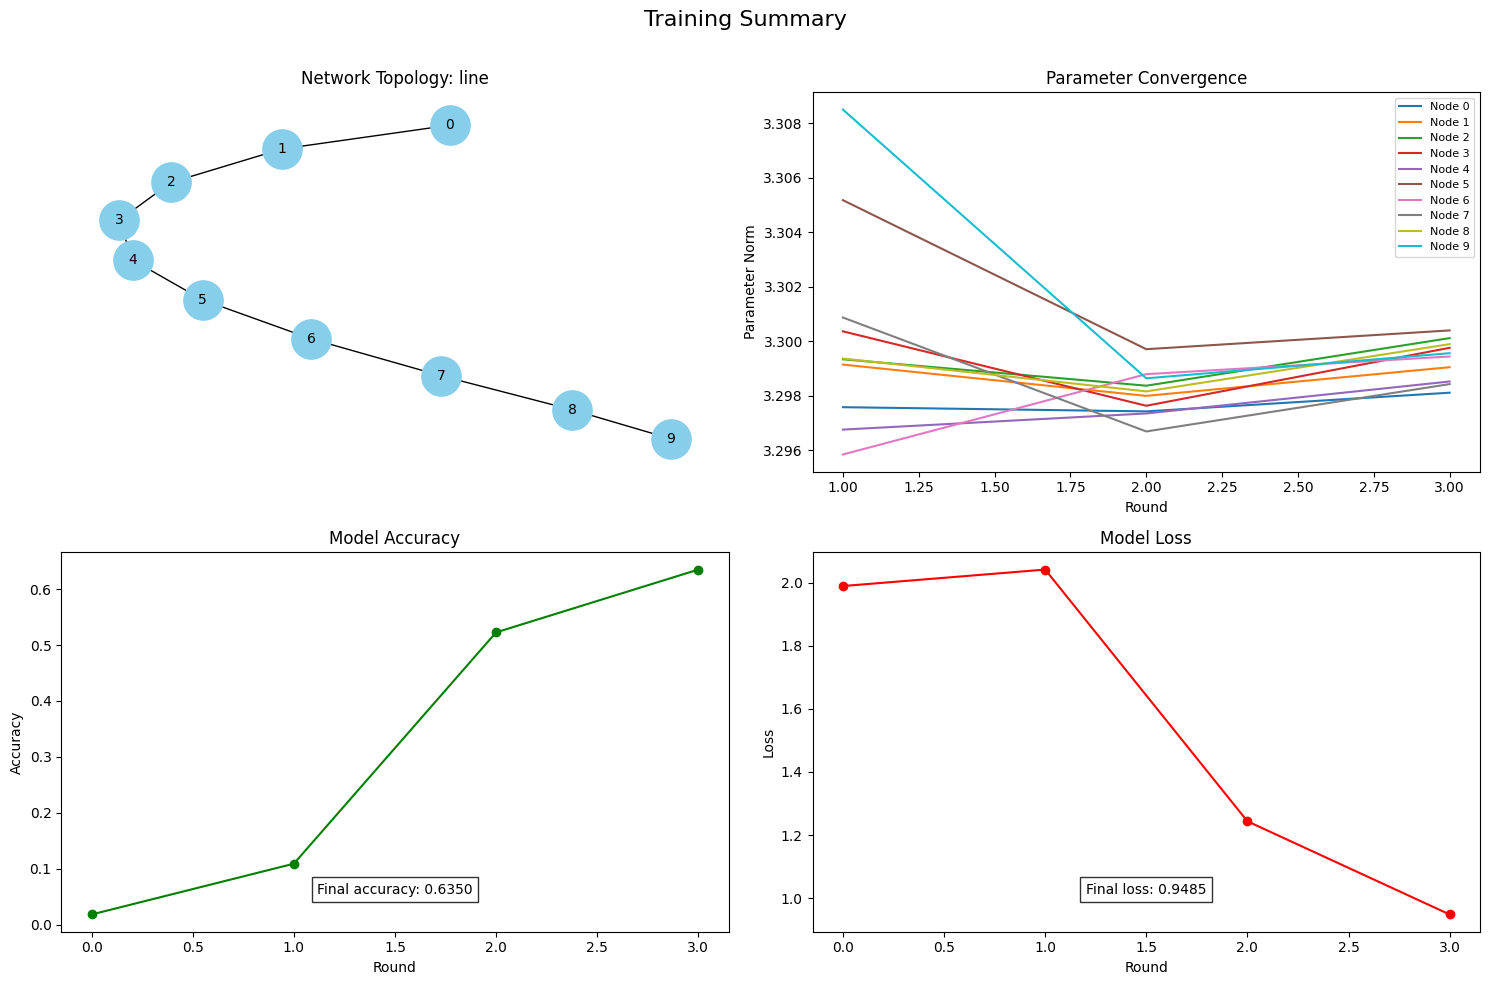 Training Summary
Network Topology: line
0
1
2
3
4
5
6
7
8
9
Parameter Convergence
Node 0
Node 1
Node 2
Node 3
Node 4
Node 5
Node 6
Node 7
Node 8
Node 9
Parameter Norm
3.308
3.306
3.304
3.302
3.300
3.298
3.296
1.00 1.25 1.50 1.75 2.00 2.25 2.50 2.75 3.00
Round
Model Accuracy
Accuracy
0.6
0.5
0.4
0.3
0.2
0.1
0.0
Final accuracy: 0.6350
0.0 0.5 1.0 1.5 2.0 2.5 3.0
Round
Model Loss
Loss
2.0
1.8
1.6
1.4
1.2
1.0
Final loss: 0.9485
0.0 0.5 1.0 1.5 2.0 2.5 3.0
Round